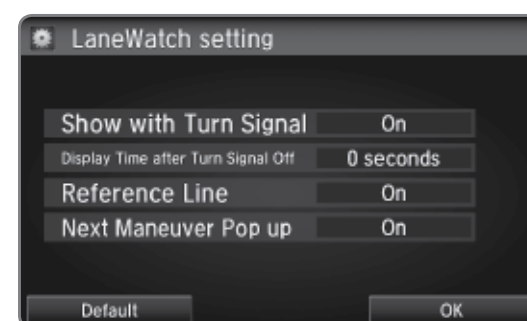 LaneWatch setting
Show with Turn Signal On
Display Time after Turn Signal Off 0 seconds
Reference Line On
Next Maneuver Pop up On
Default OK